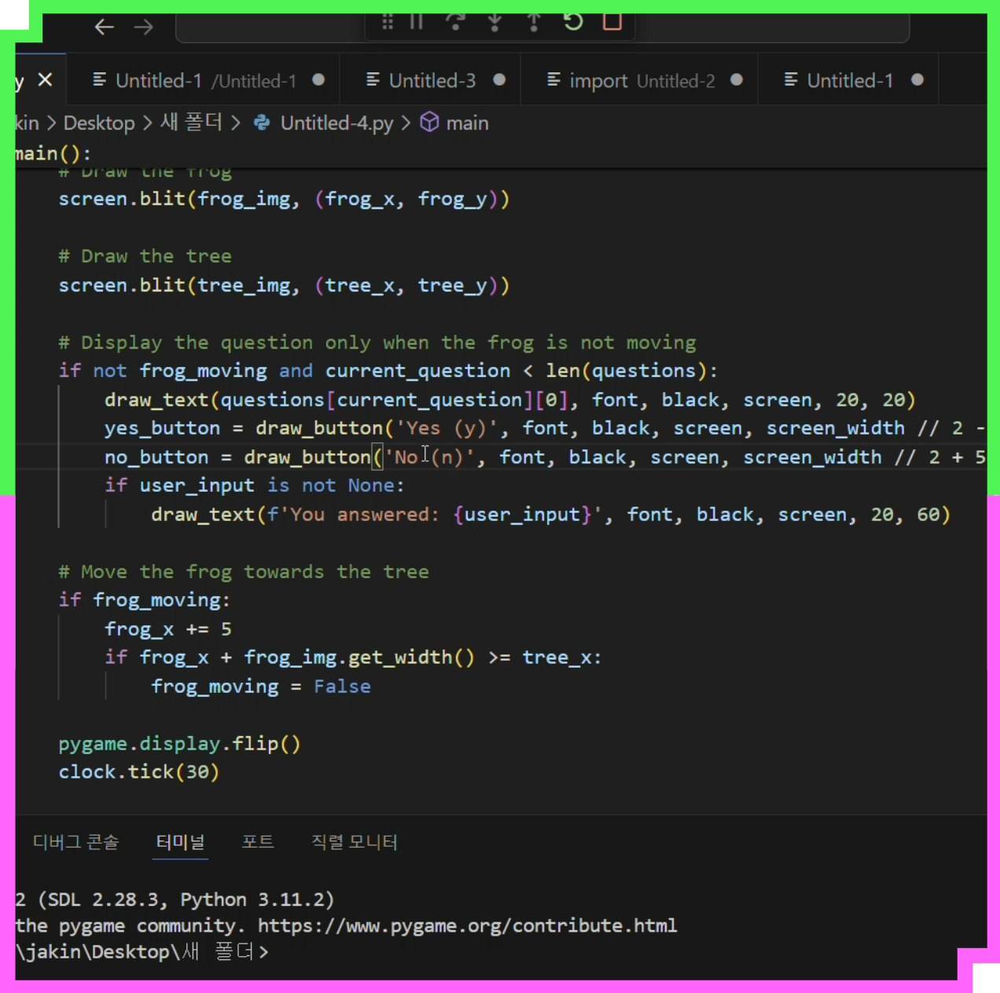 y Untitled-1 /Untitled-1 Untitled-3 import Untitled-2 Untitled-1
kin > Desktop > 새 폴더 > Untitled-4.py > main
main():
# Draw the frog
screen.blit(frog_img, (frog_x, frog_y))
# Draw the tree
screen.blit(tree_img, (tree_x, tree_y))
# Display the question only when the frog is not moving
if not frog_moving and current_question < len(questions):
draw_text(questions[current_question][0], font, black, screen, 20, 20)
yes_button = draw_button('Yes (y)', font, black, screen, screen_width // 2 -
no_button = draw_button('No (n)', font, black, screen, screen_width // 2 + 5
if user_input is not None:
draw_text(f'You answered: {user_input}', font, black, screen, 20, 60)
# Move the frog towards the tree
if frog_moving:
frog_x += 5
if frog_x + frog_img.get_width() >= tree_x:
frog_moving = False
pygame.display.flip()
clock.tick(30)
디버그 콘솔 터미널 포트 직렬 모니터
2 (SDL 2.28.3, Python 3.11.2)
the pygame community. https://www.pygame.org/contribute.html
\jakin\Desktop\새 폴더>